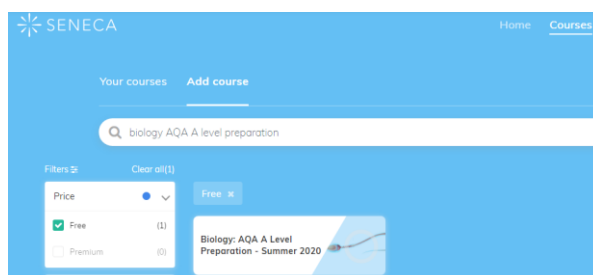 SENECA
Home Courses
Your courses Add course
biology AQA A level preparation
Filters Clear all(1)
Price
Free ×
Free (1)
Premium (0)
Biology: AQA A Level
Preparation - Summer 2020